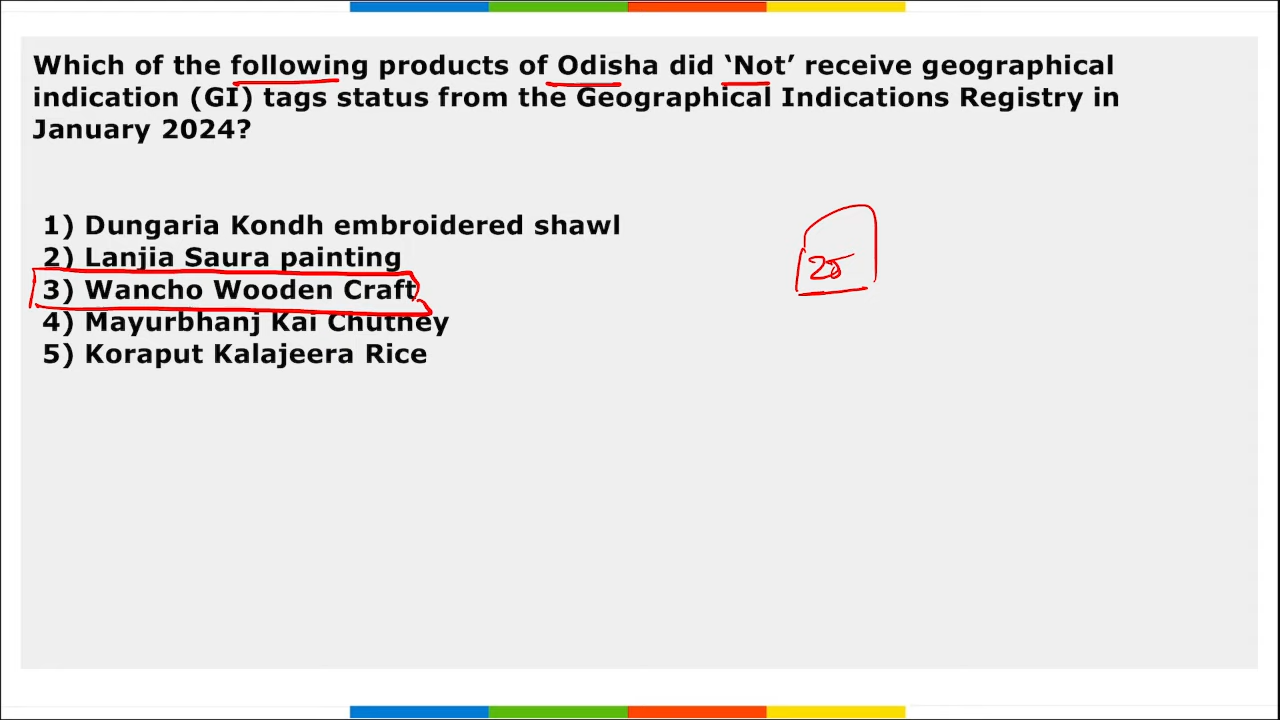 Which of the following products of Odisha did ‘Not’ receive geographical
indication (GI) tags status from the Geographical Indications Registry in
January 2024?
1) Dungaria Kondh embroidered shawl
2) Lanjia Saura painting
3) Wancho Wooden Craft
4) Mayurbhanj Kai Chutney
5) Koraput Kalajeera Rice